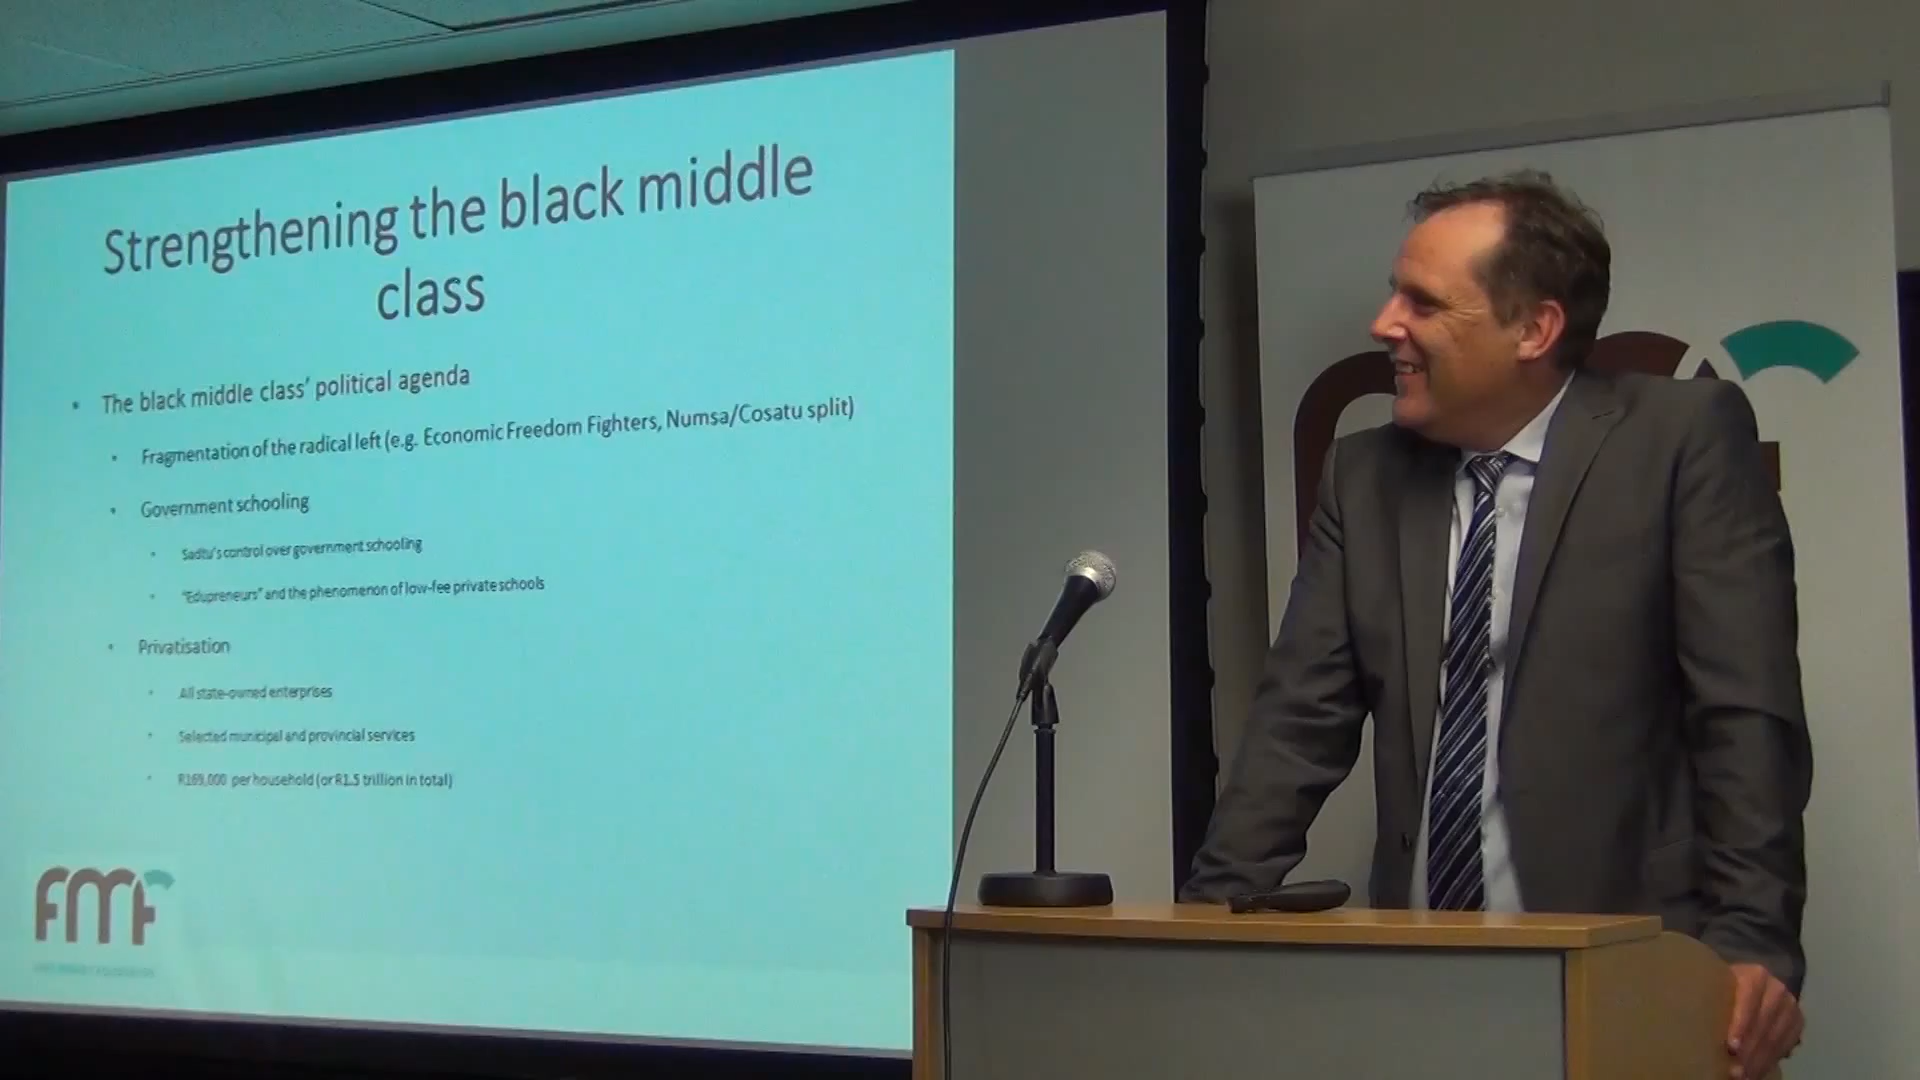 Strengthening the black middle
class
• The black middle class' political agenda
• Fragmentation of the radical left (e.g. Economic Freedom Fighters, Numsa/Cosatu split)
• Government schooling
• Sadtu's control over government schooling
• "Edupreneurs" and the phenomenon of low-fee private schools
• Privatisation
• All state-owned enterprises
• Selected municipal and provincial services
• R169,000 per household (or R1.5 trillion in total)
FMF